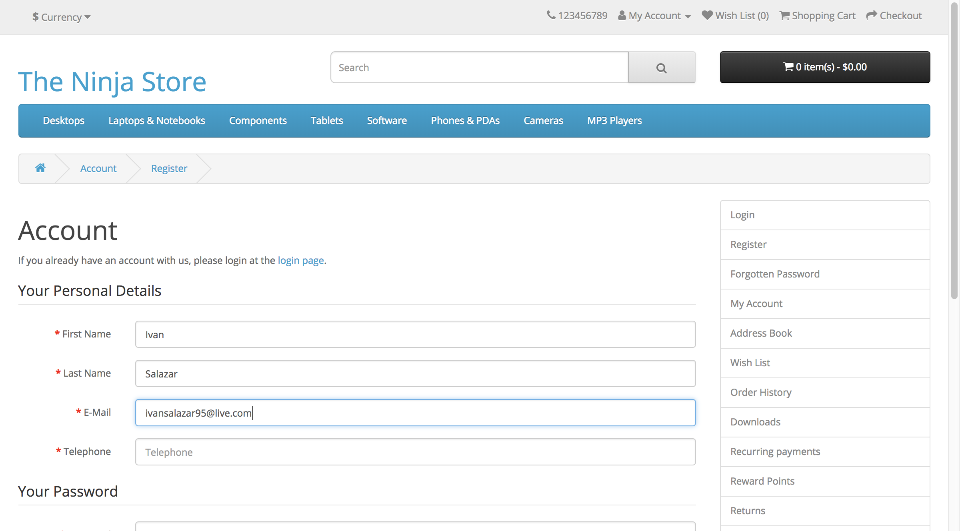 $ Currency
123456789
My Account
Wish List (0)
Shopping Cart
Checkout
The Ninja Store
Search
0 item(s) - $0.00
Desktops
Laptops & Notebooks
Components
Tablets
Software
Phones & PDAs
Cameras
MP3 Players
Account
Register
Account
If you already have an account with us, please login at the login page.
Your Personal Details
* First Name
Ivan
* Last Name
Salazar
* E-Mail
ivansalazar95@live.com
* Telephone
Telephone
Your Password
Login
Register
Forgotten Password
My Account
Address Book
Wish List
Order History
Downloads
Recurring payments
Reward Points
Returns